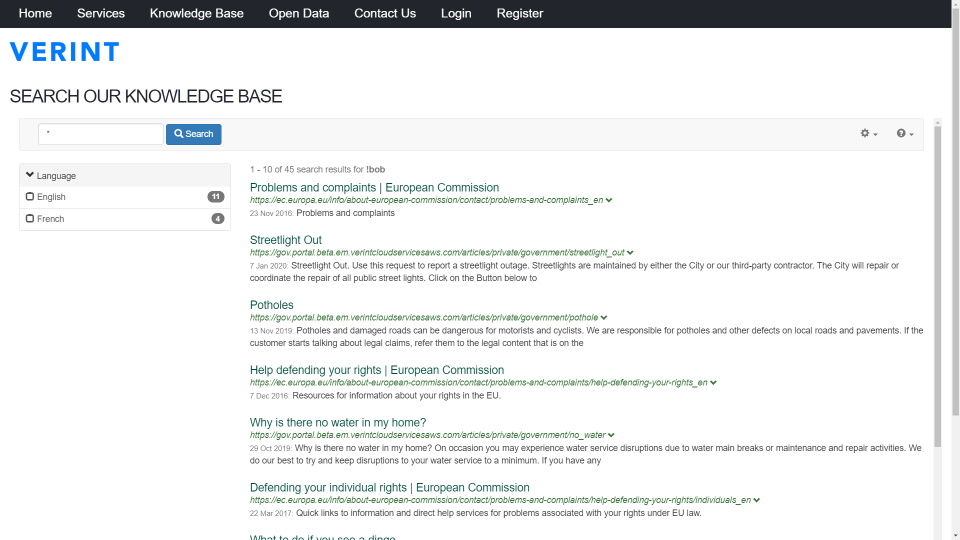 Home Services Knowledge Base Open Data Contact Us Login Register
VERINT
SEARCH OUR KNOWLEDGE BASE
* Search
Language
English 11
French 4
1 - 10 of 45 search results for !bob
Problems and complaints | European Commission
https://ec.europa.eu/info/about-european-commission/contact/problems-and-complaints_en
23 Nov 2016: Problems and complaints
Streetlight Out
https://gov.portal.beta.em.verintcloudservicesaws.com/articles/private/government/streetlight_out
7 Jan 2020: Streetlight Out. Use this request to report a streetlight outage. Streetlights are maintained by either the City or our third-party contractor. The City will repair or
coordinate the repair of all public street lights. Click on the Button below to
Potholes
https://gov.portal.beta.em.verintcloudservicesaws.com/articles/private/government/pothole
13 Nov 2019: Potholes and damaged roads can be dangerous for motorists and cyclists. We are responsible for potholes and other defects on local roads and pavements. If the
customer starts talking about legal claims, refer them to the legal content that is on the
Help defending your rights | European Commission
https://ec.europa.eu/info/about-european-commission/contact/problems-and-complaints/help-defending-your-rights_en
7 Dec 2016: Resources for information about your rights in the EU.
Why is there no water in my home?
https://gov.portal.beta.em.verintcloudservicesaws.com/articles/private/government/no_water
29 Oct 2019: Why is there no water in my home? On occasion you may experience water service disruptions due to water main breaks or maintenance and repair activities. We
do our best to try and keep disruptions to your water service to a minimum. If you have any
Defending your individual rights | European Commission
https://ec.europa.eu/info/about-european-commission/contact/problems-and-complaints/help-defending-your-rights/individuals_en
22 Mar 2017: Quick links to information and direct help services for problems associated with your rights under EU law.
What to do if you see a dingo